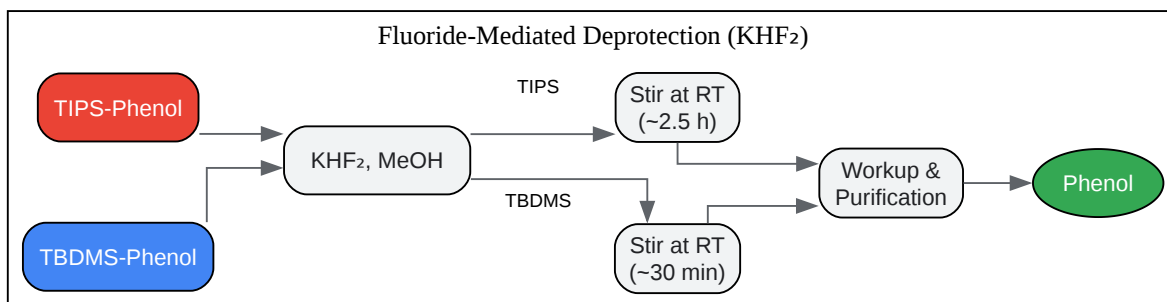 Fluoride-Mediated Deprotection (KHF₂)
TIPS-Phenol
TIPS
Stir at RT
(~2.5 h)
KHF₂, MeOH
Workup &
Purification
Phenol
TBDMS
TBDMS-Phenol
Stir at RT
(~30 min)